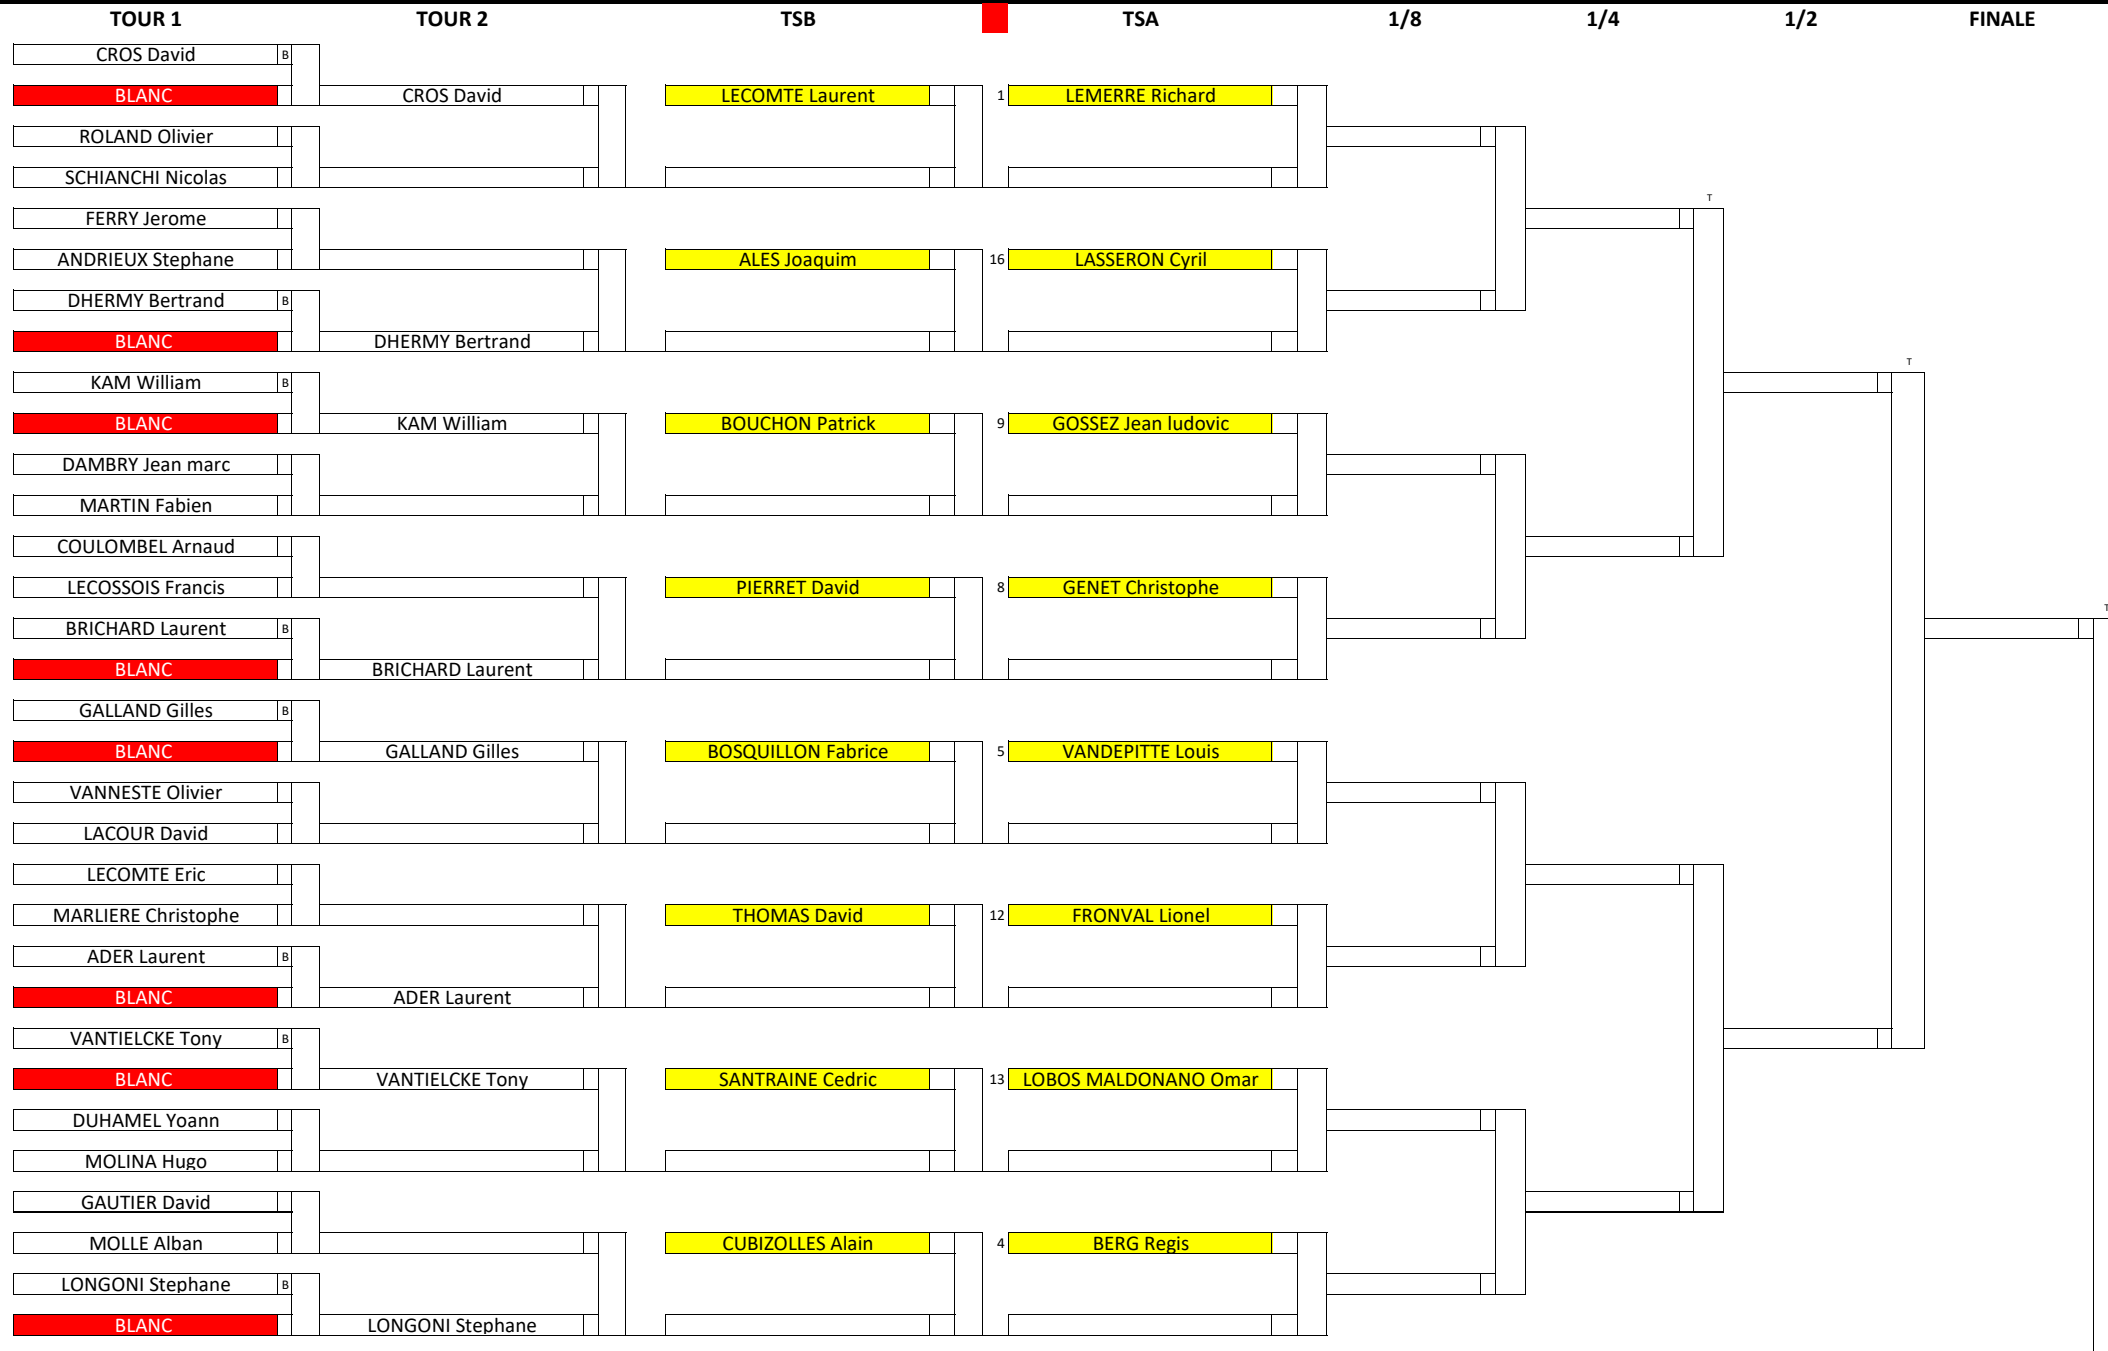 TOUR 1 TOUR 2 TSB TSA 1/8 1/4 1/2 FINALE
CROS David B
BLANC CROS David LECOMTE Laurent 1 LEMERRE Richard
ROLAND Olivier
SCHIANCHI Nicolas
T
FERRY Jerome
ANDRIEUX Stephane ALES Joaquim 16 LASSERON Cyril
DHERMY Bertrand B
BLANC DHERMY Bertrand
T
KAM William B
BLANC KAM William BOUCHON Patrick 9 GOSSEZ Jean ludovic
DAMBRY Jean marc
MARTIN Fabien
COULOMBEL Arnaud
LECOSSOIS Francis PIERRET David 8 GENET Christophe
T
BRICHARD Laurent B
BLANC BRICHARD Laurent
GALLAND Gilles B
BLANC GALLAND Gilles BOSQUILLON Fabrice 5 VANDEPITTE Louis
VANNESTE Olivier
LACOUR David
LECOMTE Eric
MARLIERE Christophe THOMAS David 12 FRONVAL Lionel
ADER Laurent B
BLANC ADER Laurent
VANTIELCKE Tony B
BLANC VANTIELCKE Tony SANTRAINE Cedric 13 LOBOS MALDONANO Omar
DUHAMEL Yoann
MOLINA Hugo
GAUTIER David
MOLLE Alban CUBIZOLLES Alain 4 BERG Regis
LONGONI Stephane B
BLANC LONGONI Stephane